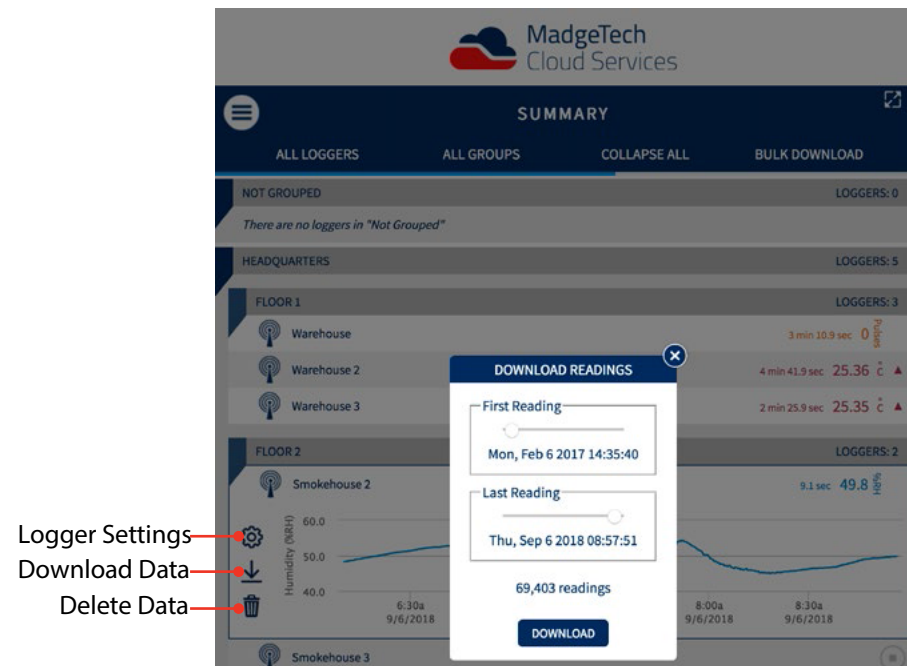 MadgeTech
Cloud Services
SUMMARY
ALL LOGGERS ALL GROUPS COLLAPSE ALL BULK DOWNLOAD
NOT GROUPED LOGGERS: 0
There are no loggers in "Not Grouped"
HEADQUARTERS LOGGERS: 5
FLOOR 1 LOGGERS: 3
Warehouse 3 min 10.9 sec 0 Pulses
Warehouse 2 4 min 41.9 sec 25.36 °C
Warehouse 3 2 min 25.9 sec 25.35 °C
DOWNLOAD READINGS
First Reading
Mon, Feb 6 2017 14:35:40
Last Reading
Thu, Sep 6 2018 08:57:51
69,403 readings
DOWNLOAD
FLOOR 2 LOGGERS: 2
Smokehouse 2 9.1 sec 49.8 %RH
Logger Settings
Download Data
Delete Data
Humidity (%RH)
60.0
50.0
40.0
6:30a 8:00a 8:30a
9/6/2018 9/6/2018 9/6/2018
Smokehouse 3